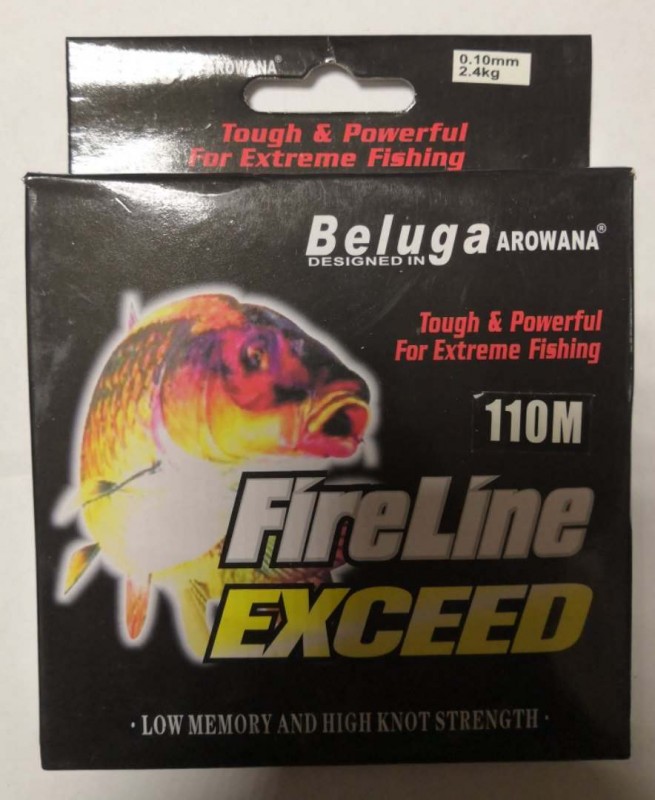 AROWANA
0.10mm
2.4kg
Tough & Powerful
For Extreme Fishing
Beluga AROWANA®
DESIGNED IN
Tough & Powerful
For Extreme Fishing
110M
FireLine
EXCEED
· LOW MEMORY AND HIGH KNOT STRENGTH ·